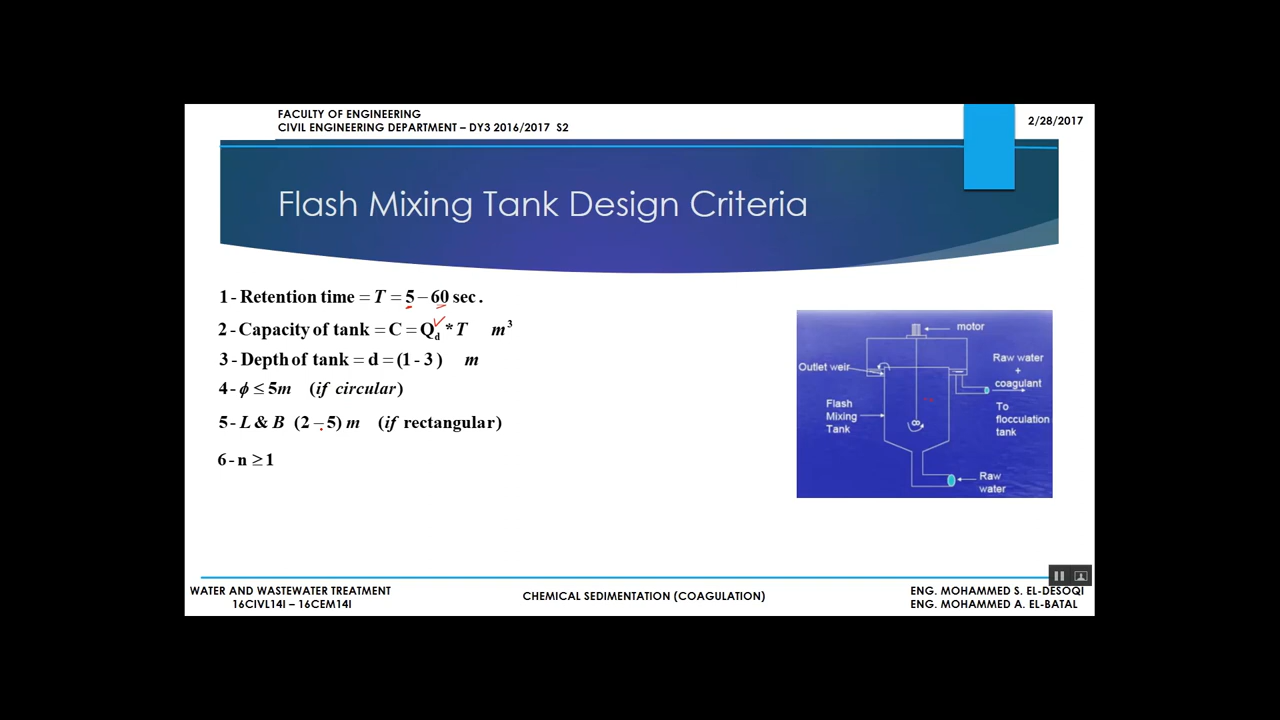 FACULTY OF ENGINEERING
CIVIL ENGINEERING DEPARTMENT – DY3 2016/2017 S2
2/28/2017
Flash Mixing Tank Design Criteria
1 - Retention time = T = 5 – 60 sec.
2 - Capacity of tank = C = Qd * T m³
3 - Depth of tank = d = (1 - 3) m
4 - ϕ ≤ 5m (if circular)
5 - L & B (2 – 5) m (if rectangular)
6 - n ≥ 1
motor
Outlet weir
Raw water
+
coagulant
Flash
Mixing
Tank
To
flocculation
tank
Raw
water
WATER AND WASTEWATER TREATMENT
16CIVL14I – 16CEM14I
CHEMICAL SEDIMENTATION (COAGULATION)
ENG. MOHAMMED S. EL-DESOQI
ENG. MOHAMMED A. EL-BATAL